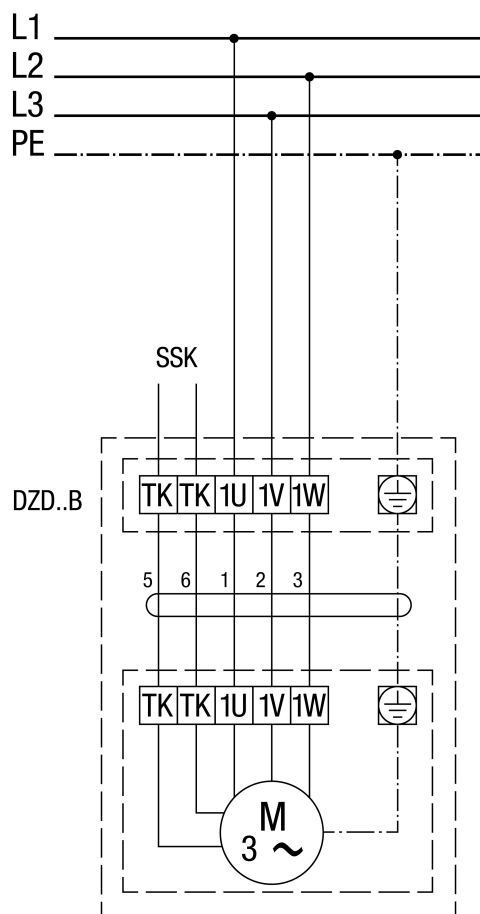 L1
L2
L3
PE
SSK
DZD..B
TK TK 1U 1V 1W
5 6 1 2 3
TK TK 1U 1V 1W
M
3 ~